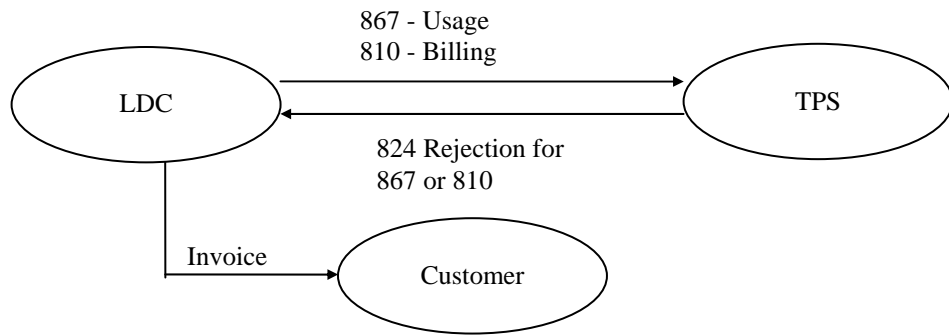 867 - Usage
810 - Billing
LDC
TPS
824 Rejection for
867 or 810
Invoice
Customer